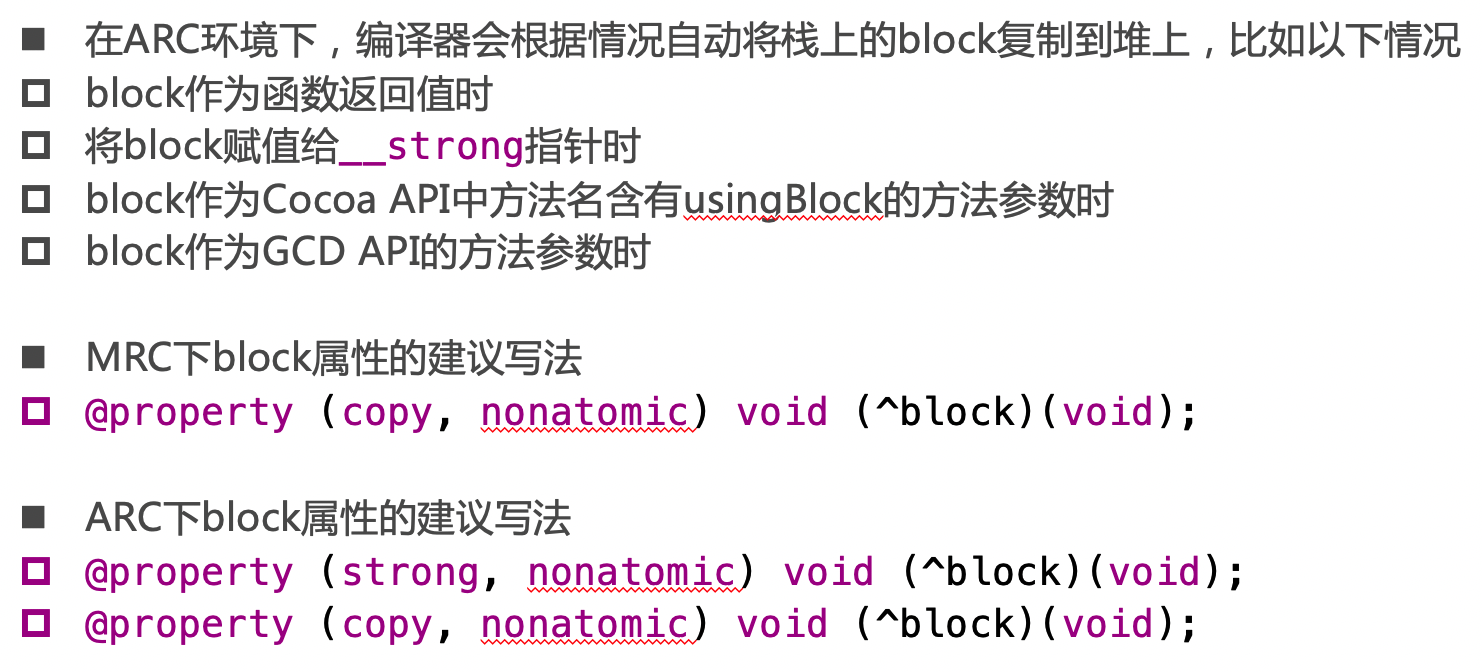 在ARC环境下，编译器会根据情况自动将栈上的block复制到堆上，比如以下情况
block作为函数返回值时
将block赋值给__strong指针时
block作为Cocoa API中方法名含有usingBlock的方法参数时
block作为GCD API的方法参数时
MRC下block属性的建议写法
@property (copy, nonatomic) void (^block)(void);
ARC下block属性的建议写法
@property (strong, nonatomic) void (^block)(void);
@property (copy, nonatomic) void (^block)(void);